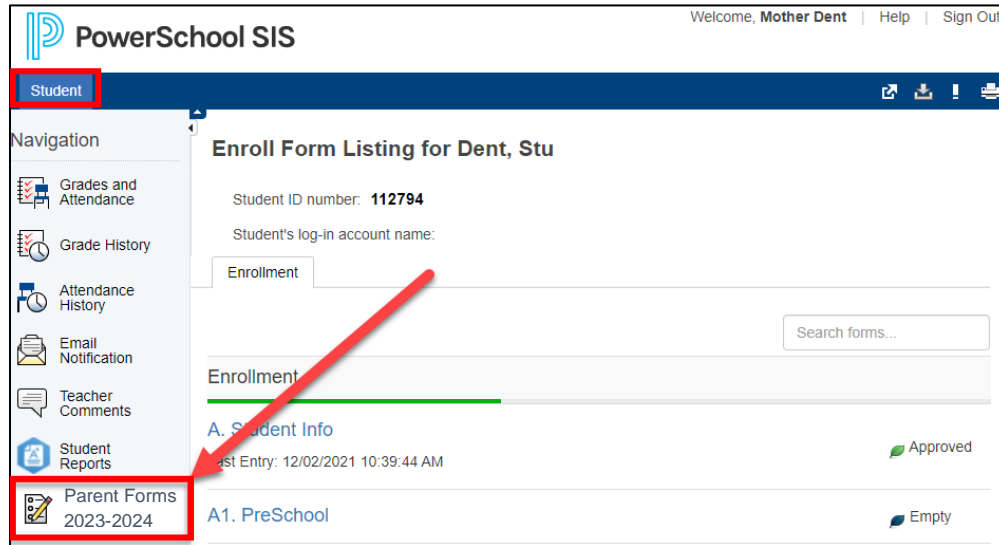 PowerSchool SIS
Welcome, Mother Dent | Help | Sign Out
Student
Navigation
Grades and
Attendance
Grade History
Attendance
History
Email
Notification
Teacher
Comments
Student
Reports
Parent Forms
2023-2024
Enroll Form Listing for Dent, Stu
Student ID number: 112794
Student's log-in account name:
Enrollment
Search forms...
Enrollment
A. Student Info
Last Entry: 12/02/2021 10:39:44 AM
Approved
A1. PreSchool
Empty